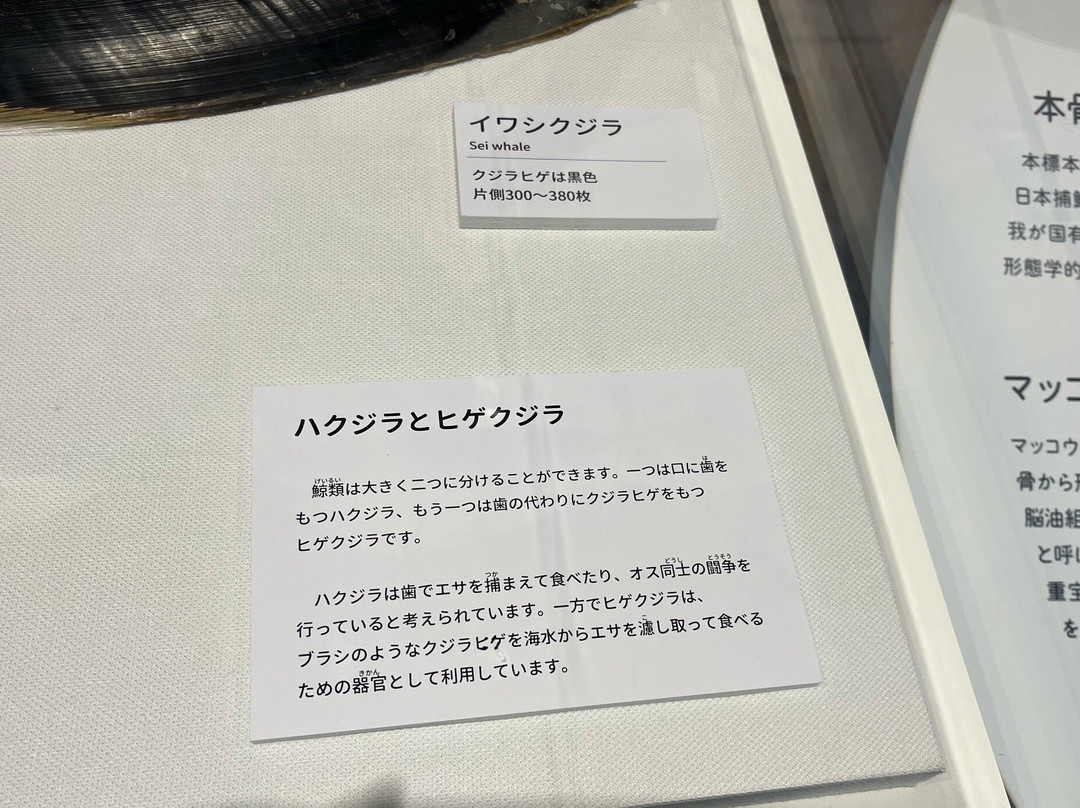 イワシクジラ
Sei whale
クジラヒゲは黒色
片側300～380枚
ハクジラとヒゲクジラ
鯨類は大きく二つに分けることができます。一つは口に歯を
もつハクジラ、もう一つは歯の代わりにクジラヒゲをもつ
ヒゲクジラです。
ハクジラは歯でエサを捕まえて食べたり、オス同士の闘争を
行っていると考えられています。一方でヒゲクジラは、
ブラシのようなクジラヒゲを海水からエサを濾し取って食べる
ための器官として利用しています。
本骨
本標本
日本捕鯨
我が国有
形態学的
マッコ
マッコウ
骨から形
脳油組
と呼
重宝
を